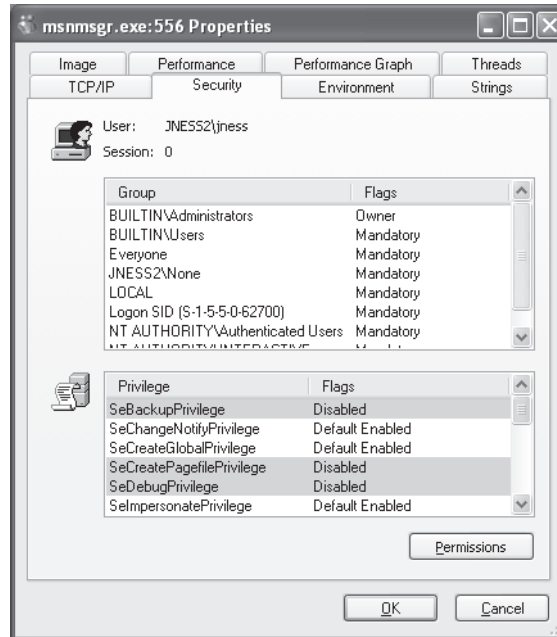 msnmsgr.exe:556 Properties
Image Performance Performance Graph Threads
TCP/IP Security Environment Strings
User: JNESS2\jness
Session: 0
Group Flags
BUILTIN\Administrators Owner
BUILTIN\Users Mandatory
Everyone Mandatory
JNESS2\None Mandatory
LOCAL Mandatory
Logon SID (S-1-5-5-0-62700) Mandatory
NT AUTHORITY\Authenticated Users Mandatory
Privilege Flags
SeBackupPrivilege Disabled
SeChangeNotifyPrivilege Default Enabled
SeCreateGlobalPrivilege Default Enabled
SeCreatePagefilePrivilege Disabled
SeDebugPrivilege Disabled
SeImpersonatePrivilege Default Enabled
Permissions
OK Cancel